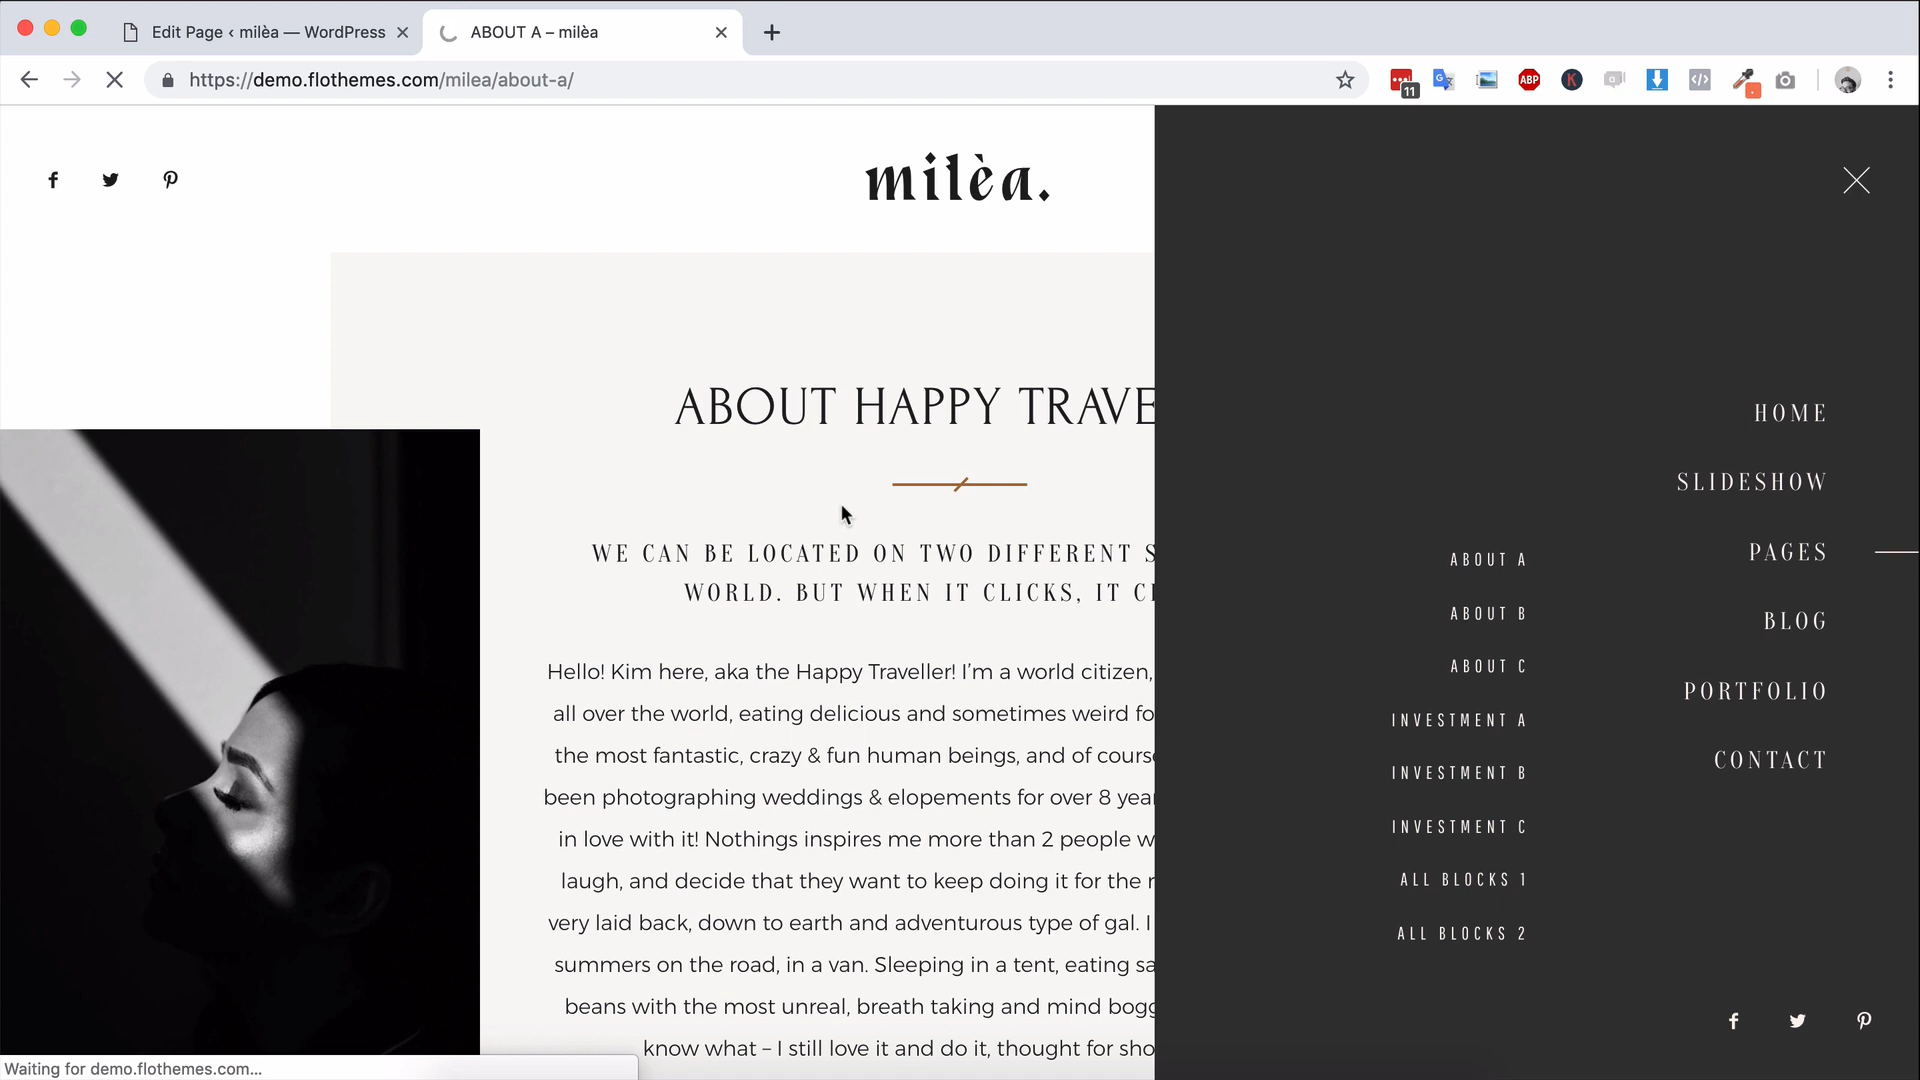 Edit Page ‹ milèa — WordPress
ABOUT A – milèa
https://demo.flothemes.com/milea/about-a/
11
ABP
K
milèa.
ABOUT HAPPY TRAVE
WE CAN BE LOCATED ON TWO DIFFERENT S
WORLD. BUT WHEN IT CLICKS, IT CL
Hello! Kim here, aka the Happy Traveller! I’m a world citizen,
all over the world, eating delicious and sometimes weird fo
the most fantastic, crazy & fun human beings, and of course
been photographing weddings & elopements for over 8 year
in love with it! Nothings inspires me more than 2 people w
laugh, and decide that they want to keep doing it for the r
very laid back, down to earth and adventurous type of gal. I
summers on the road, in a van. Sleeping in a tent, eating sa
beans with the most unreal, breath taking and mind bogg
know what – I still love it and do it, thought for sho
HOME
SLIDESHOW
PAGES
BLOG
PORTFOLIO
CONTACT
ABOUT A
ABOUT B
ABOUT C
INVESTMENT A
INVESTMENT B
INVESTMENT C
ALL BLOCKS 1
ALL BLOCKS 2
Waiting for demo.flothemes.com...